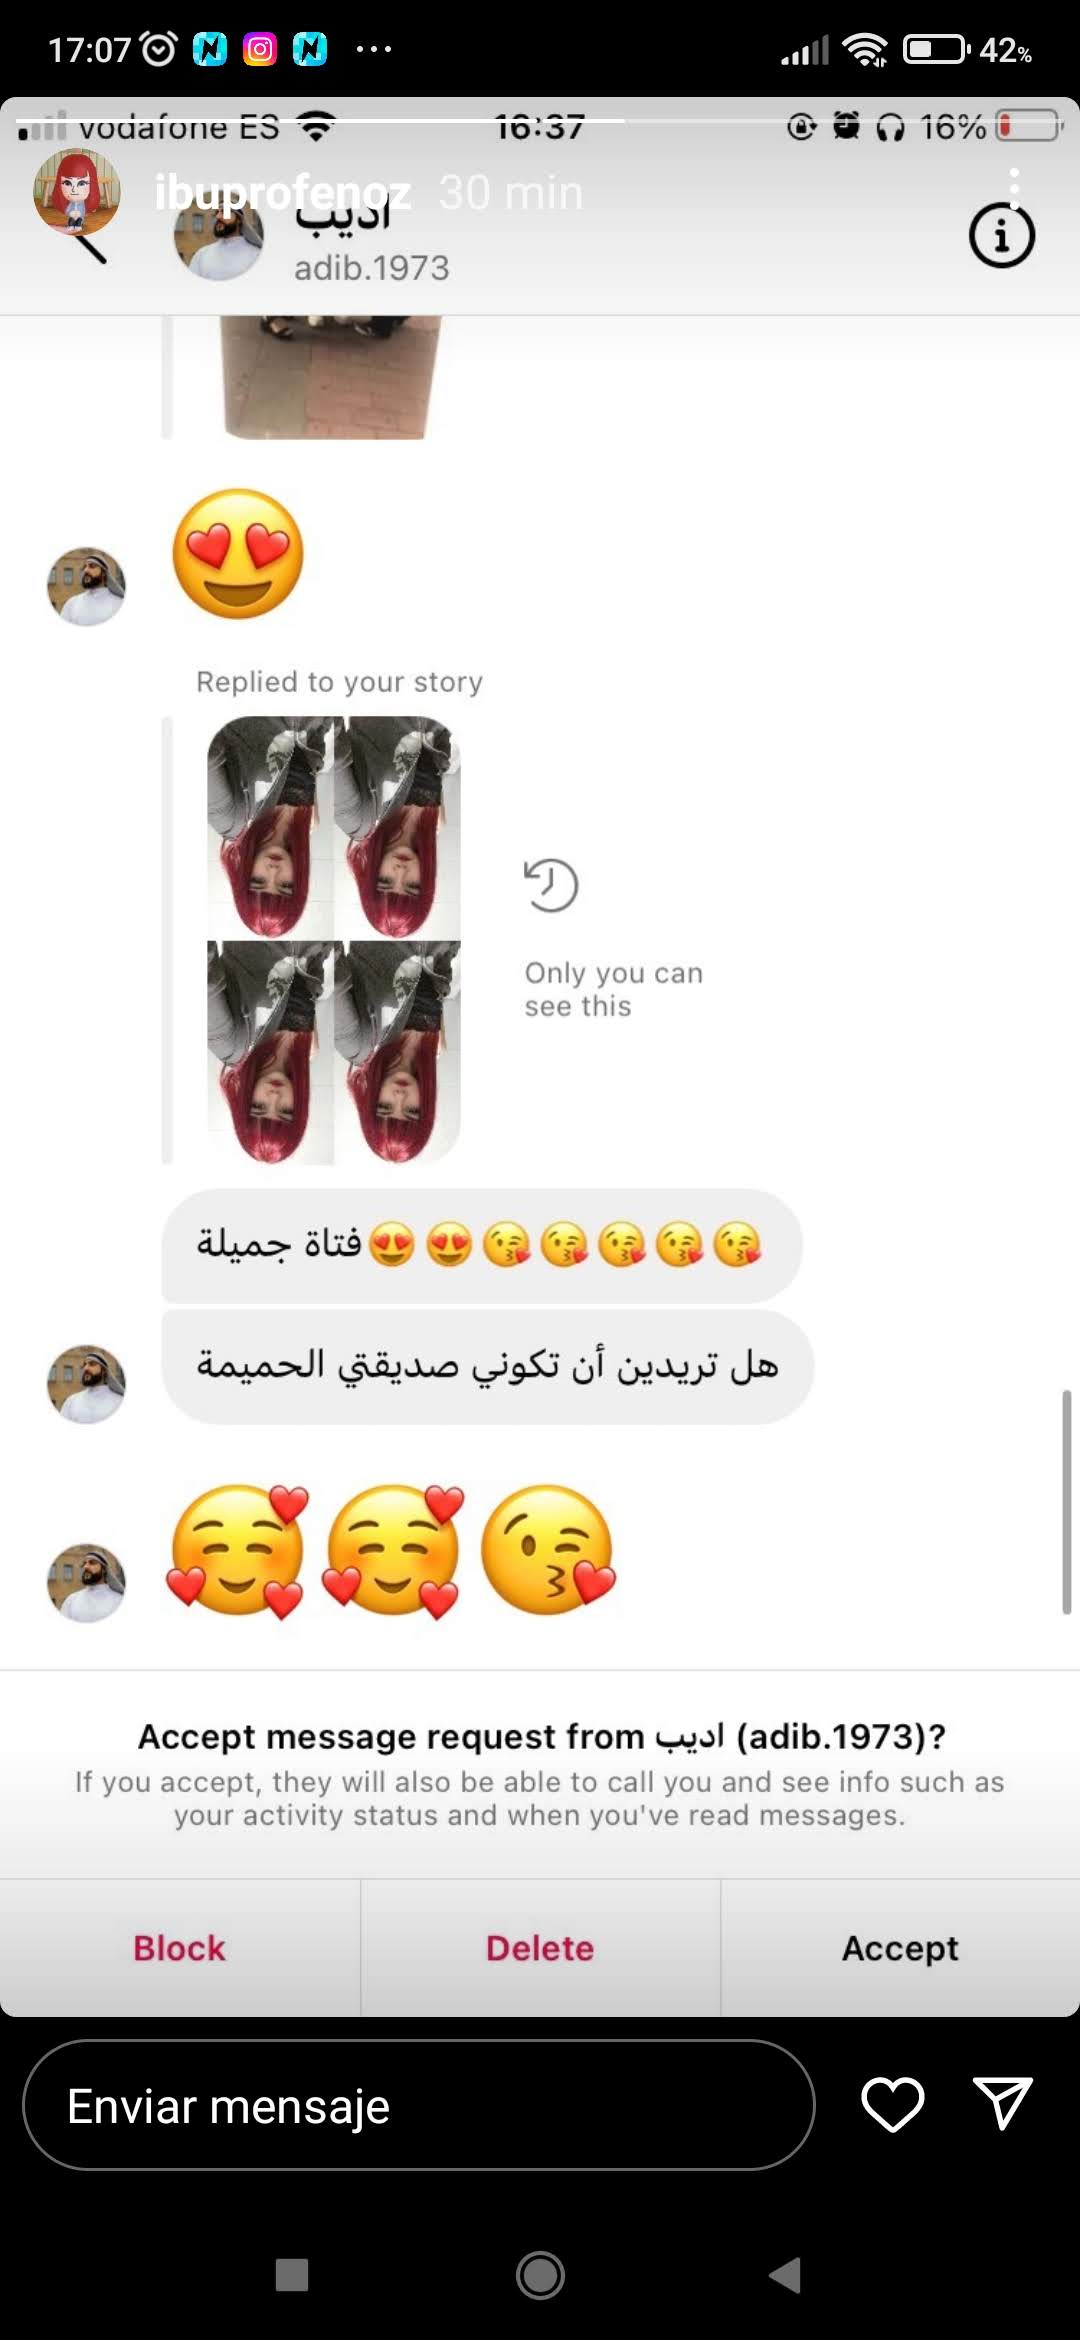 17:07
42%
vodafone ES
16:37
16%
ibuprofenoz 30 min
اديب
adib.1973
Replied to your story
Only you can
see this
فتاة جميلة😍😍😘😘😘😘😘
هل تريدين أن تكوني صديقتي الحميمة
Accept message request from اديب (adib.1973)?
If you accept, they will also be able to call you and see info such as
your activity status and when you've read messages.
Block
Delete
Accept
Enviar mensaje